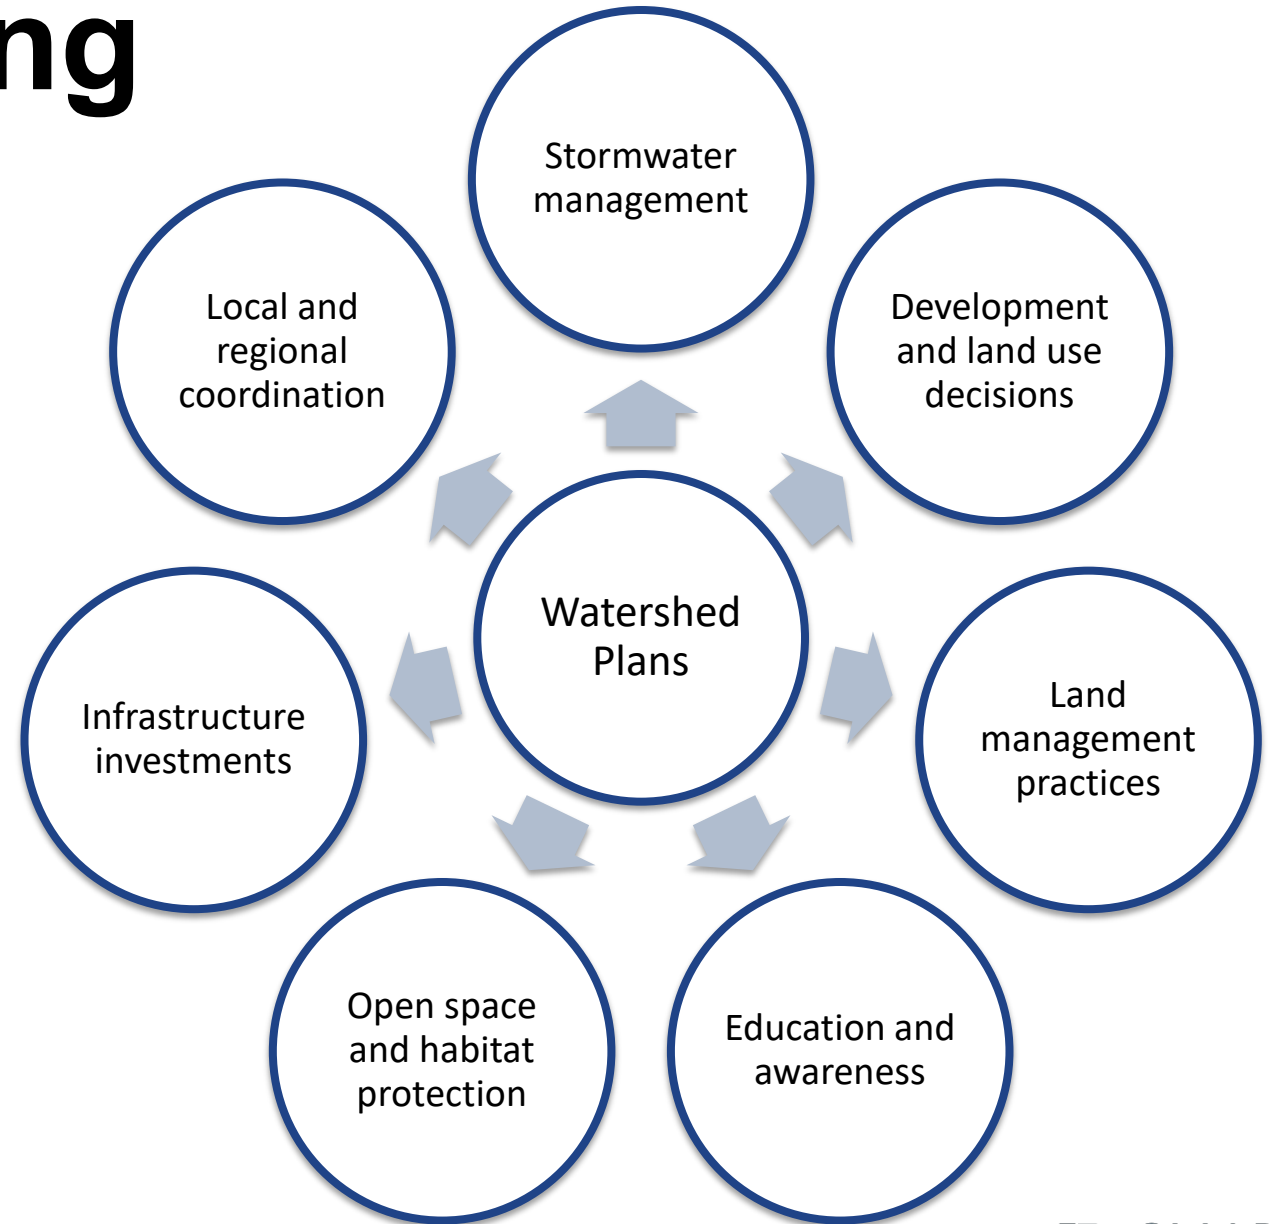 ng
Stormwater
management
Local and
regional
coordination
Development
and land use
decisions
Watershed
Plans
Infrastructure
investments
Land
management
practices
Open space
and habitat
protection
Education and
awareness